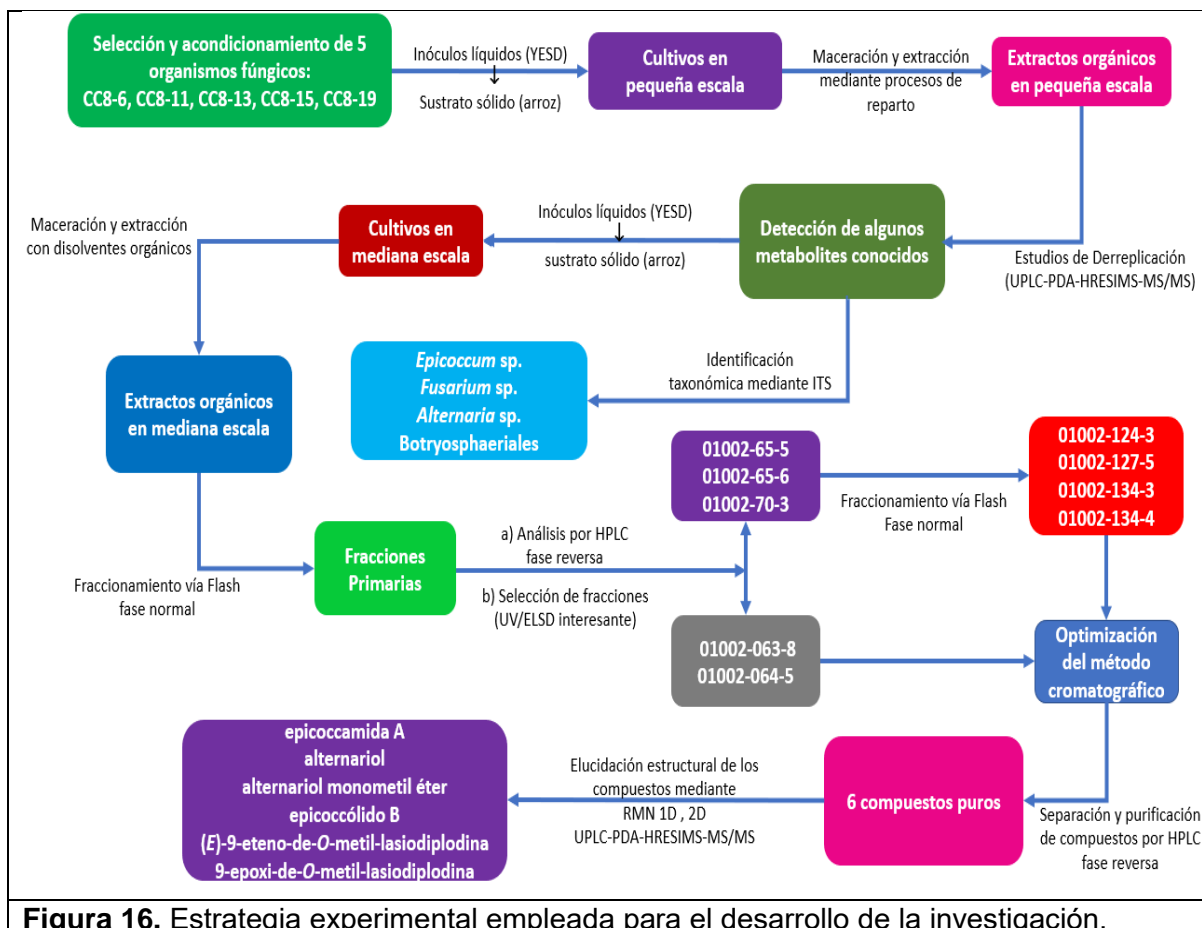 Selección y acondicionamiento de 5
organismos fúngicos:
CC8-6, CC8-11, CC8-13, CC8-15, CC8-19
Inóculos líquidos (YESD)
↓
Sustrato sólido (arroz)
Cultivos en
pequeña escala
Maceración y extracción
mediante procesos de
reparto
Extractos orgánicos
en pequeña escala
Estudios de Derreplicación
(UPLC-PDA-HRESIMS-MS/MS)
Detección de algunos
metabolites conocidos
Inóculos líquidos (YESD)
↓
sustrato sólido (arroz)
Cultivos en
mediana escala
Maceración y extracción
con disolventes orgánicos
Identificación
taxonómica mediante ITS
Epicoccum sp.
Fusarium sp.
Alternaria sp.
Botryosphaeriales
Extractos orgánicos
en mediana escala
Fraccionamiento vía Flash
fase normal
Fracciones
Primarias
a) Análisis por HPLC
fase reversa
b) Selección de fracciones
(UV/ELSD interesante)
01002-65-5
01002-65-6
01002-70-3
Fraccionamiento vía Flash
Fase normal
01002-124-3
01002-127-5
01002-134-3
01002-134-4
01002-063-8
01002-064-5
Optimización
del método
cromatográfico
Separación y purificación
de compuestos por HPLC
fase reversa
6 compuestos puros
Elucidación estructural de los
compuestos mediante
RMN 1D , 2D
UPLC-PDA-HRESIMS-MS/MS
epicoccamida A
alternariol
alternariol monometil éter
epicoccólido B
(E)-9-eteno-de-O-metil-lasiodiplodina
9-epoxi-de-O-metil-lasiodiplodina
Figura 16. Estrategia experimental empleada para el desarrollo de la investigación.